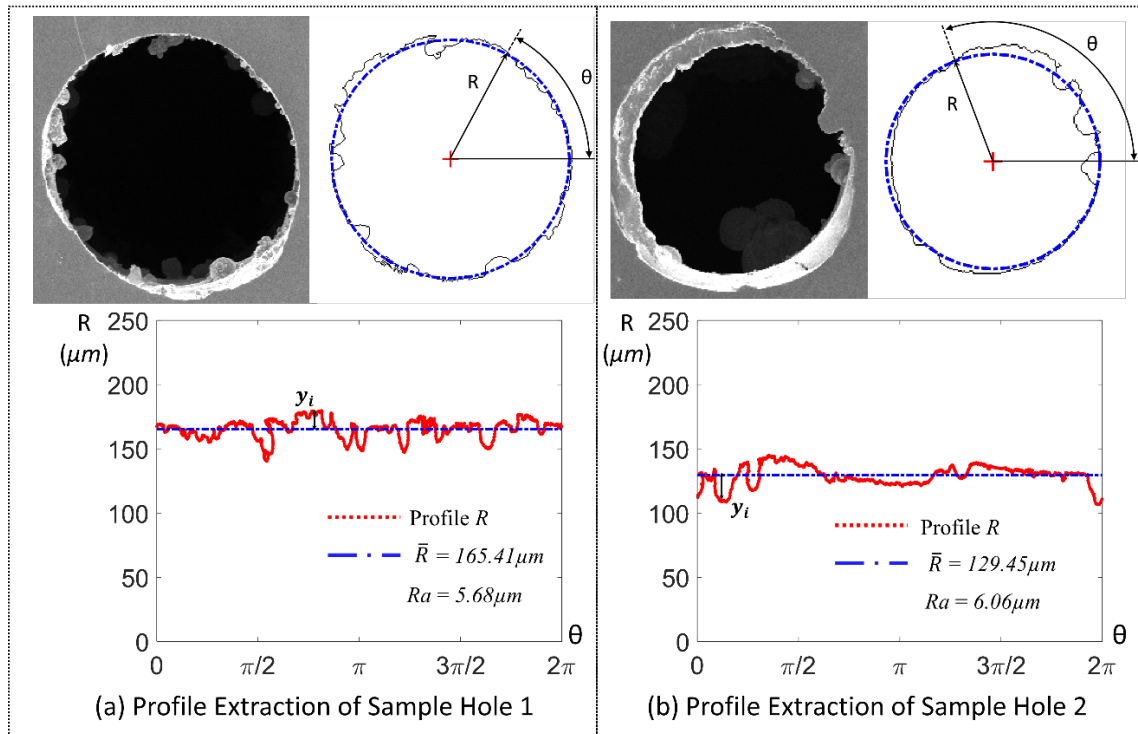 R
θ
R
θ
R
(μm)
250
200
150
100
50
0
y_i
Profile R
R̄ = 165.41μm
Ra = 5.68μm
θ
0
π/2
π
3π/2
2π
(a) Profile Extraction of Sample Hole 1
R
(μm)
250
200
150
100
50
0
y_i
Profile R
R̄ = 129.45μm
Ra = 6.06μm
θ
0
π/2
π
3π/2
2π
(b) Profile Extraction of Sample Hole 2